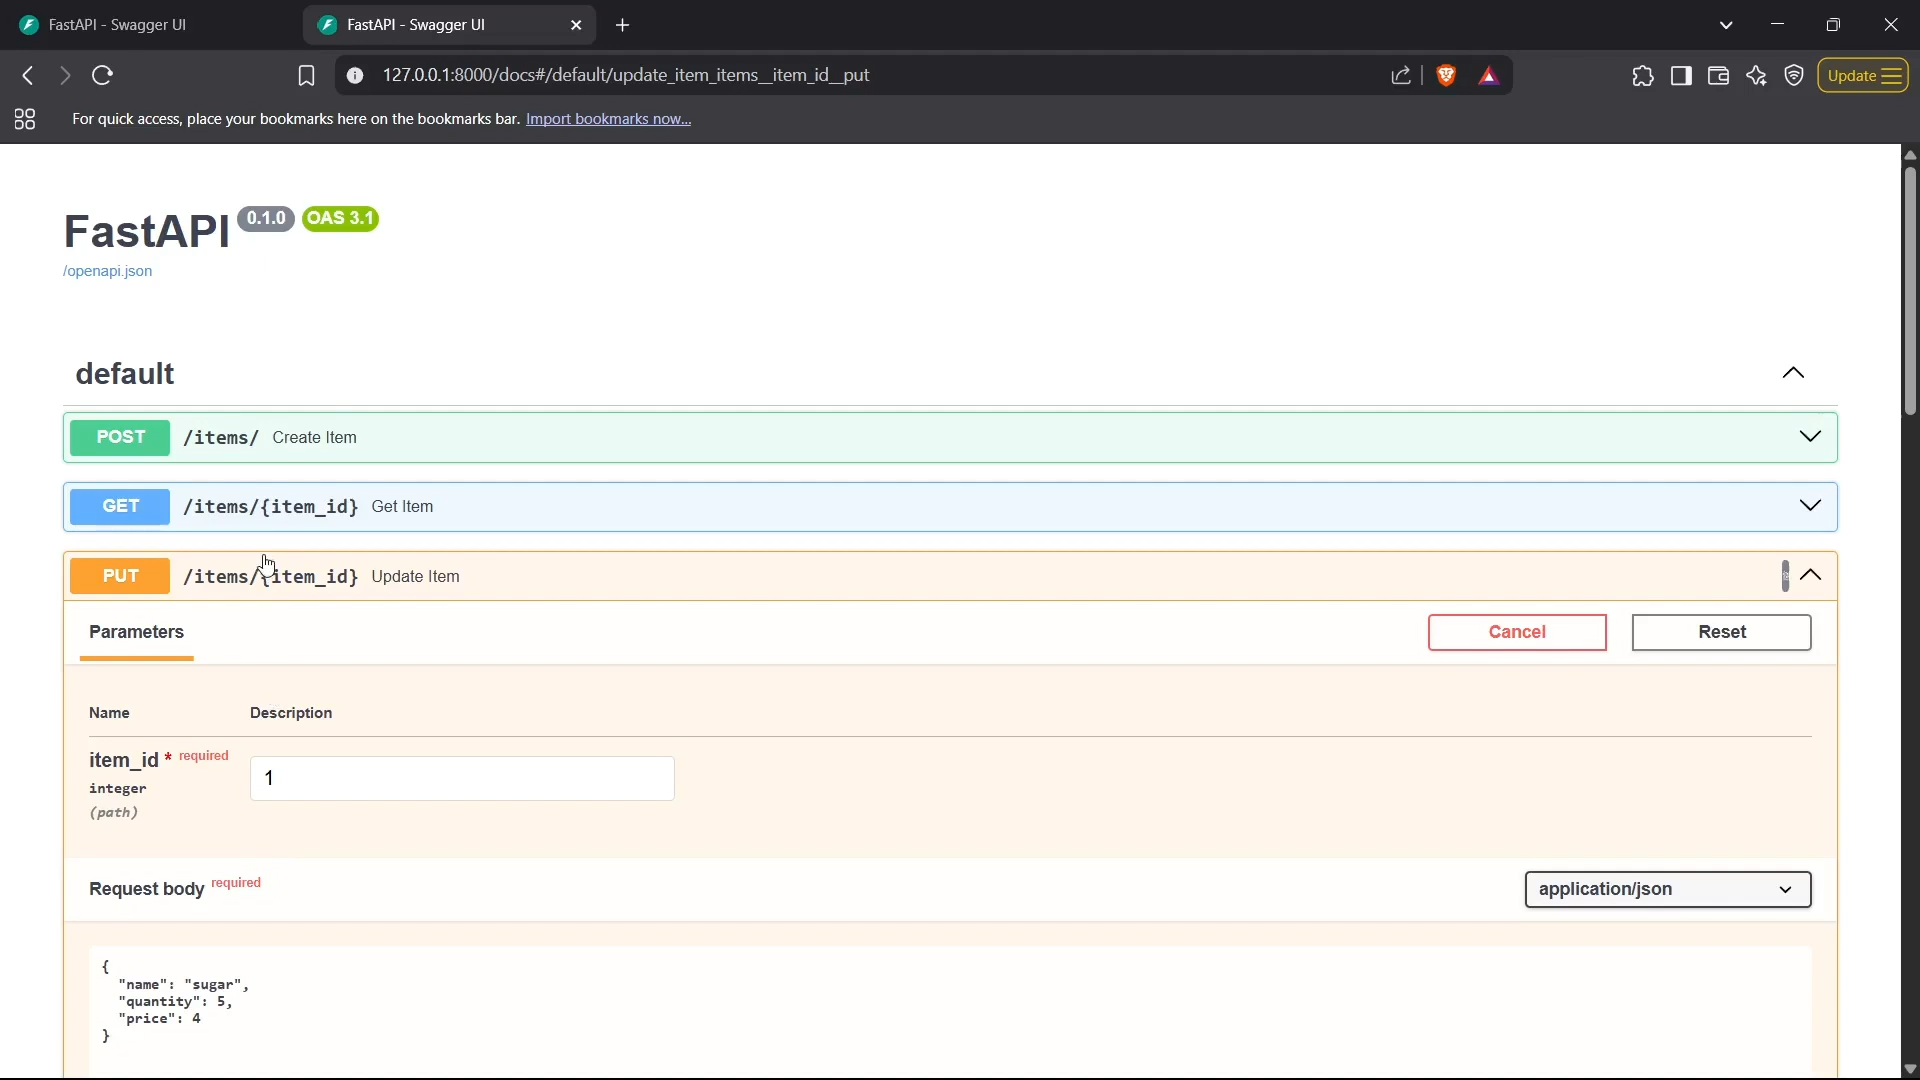 FastAPI - Swagger UI
FastAPI - Swagger UI
127.0.0.1:8000/docs#/default/update_item_items__item_id__put
Update
For quick access, place your bookmarks here on the bookmarks bar. Import bookmarks now...
FastAPI 0.1.0 OAS 3.1
/openapi.json
default
POST /items/ Create Item
GET /items/{item_id} Get Item
PUT /items/{item_id} Update Item
Parameters
Cancel
Reset
Name Description
item_id * required
integer
(path)
1
Request body required
application/json
{
"name": "sugar",
"quantity": 5,
"price": 4
}